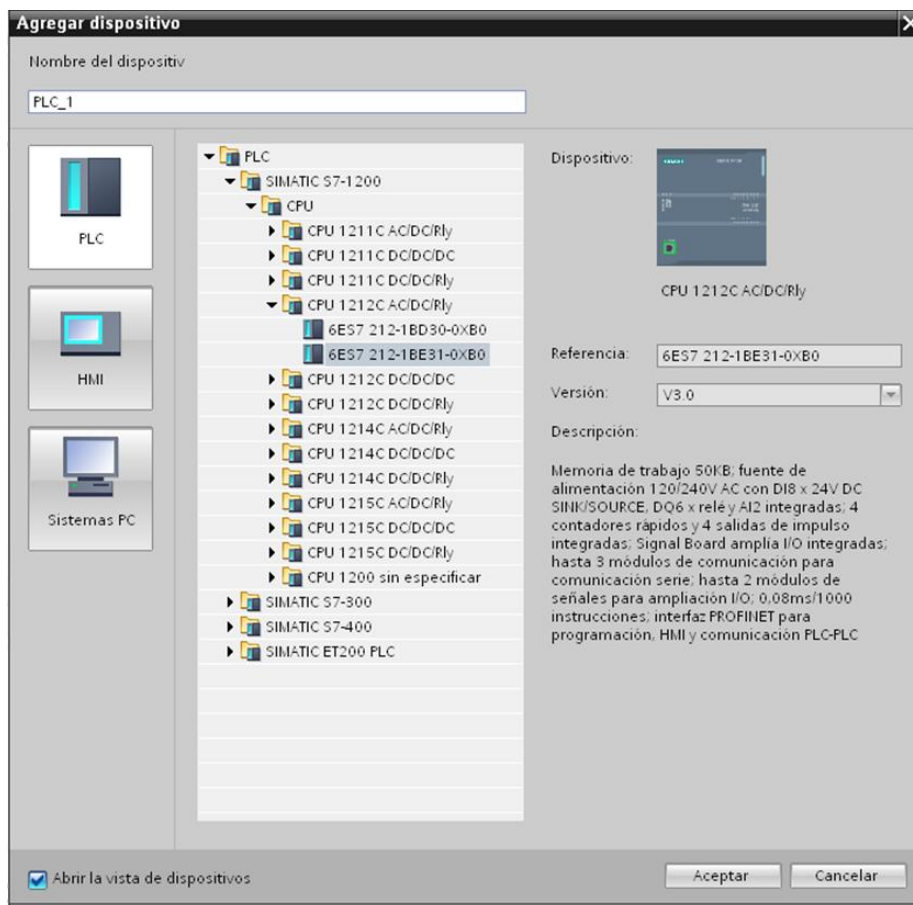 Agregar dispositivo
Nombre del dispositiv
PLC_1
PLC
HMI
Sistemas PC
PLC
SIMATIC S7-1200
CPU
CPU 1211C AC/DC/Rly
CPU 1211C DC/DC/DC
CPU 1211C DC/DC/Rly
CPU 1212C AC/DC/Rly
6ES7 212-1BD30-0XB0
6ES7 212-1BE31-0XB0
CPU 1212C DC/DC/DC
CPU 1212C DC/DC/Rly
CPU 1214C AC/DC/Rly
CPU 1214C DC/DC/DC
CPU 1214C DC/DC/Rly
CPU 1215C AC/DC/Rly
CPU 1215C DC/DC/DC
CPU 1215C DC/DC/Rly
CPU 1200 sin especificar
SIMATIC S7-300
SIMATIC S7-400
SIMATIC ET200 PLC
Dispositivo:
CPU 1212C AC/DC/Rly
Referencia: 6ES7 212-1BE31-0XB0
Versión: V3.0
Descripción:
Memoria de trabajo 50KB; fuente de
alimentación 120/240V AC con DI8 x 24V DC
SINK/SOURCE, DQ6 x relé y AI2 integradas; 4
contadores rápidos y 4 salidas de impulso
integradas; Signal Board amplía I/O integradas;
hasta 3 módulos de comunicación para
comunicación serie; hasta 2 módulos de
señales para ampliación I/O; 0,08ms/1000
instrucciones; interfaz PROFINET para
programación, HMI y comunicación PLC-PLC
Abrir la vista de dispositivos
Aceptar
Cancelar